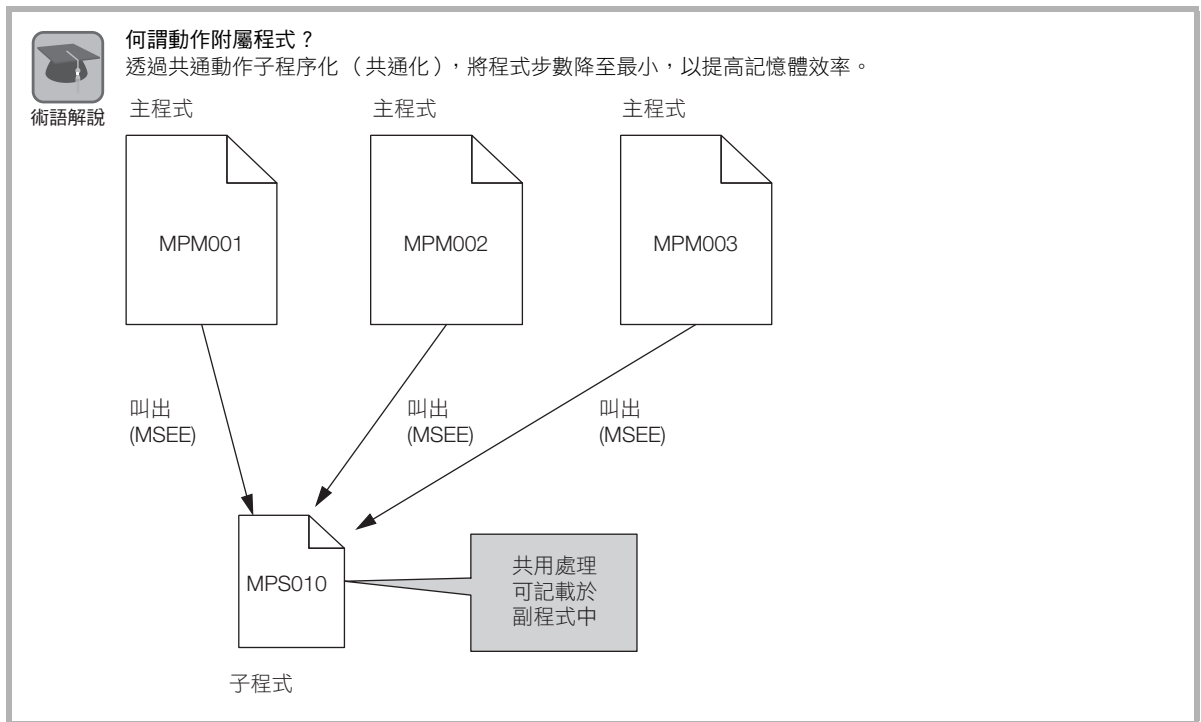 何謂動作附屬程式？
透過共通動作子程序化（共通化），將程式步數降至最小，以提高記憶體效率。
術語解說
主程式
主程式
主程式
MPM001
MPM002
MPM003
叫出
(MSEE)
叫出
(MSEE)
叫出
(MSEE)
MPS010
共用處理
可記載於
副程式中
子程式